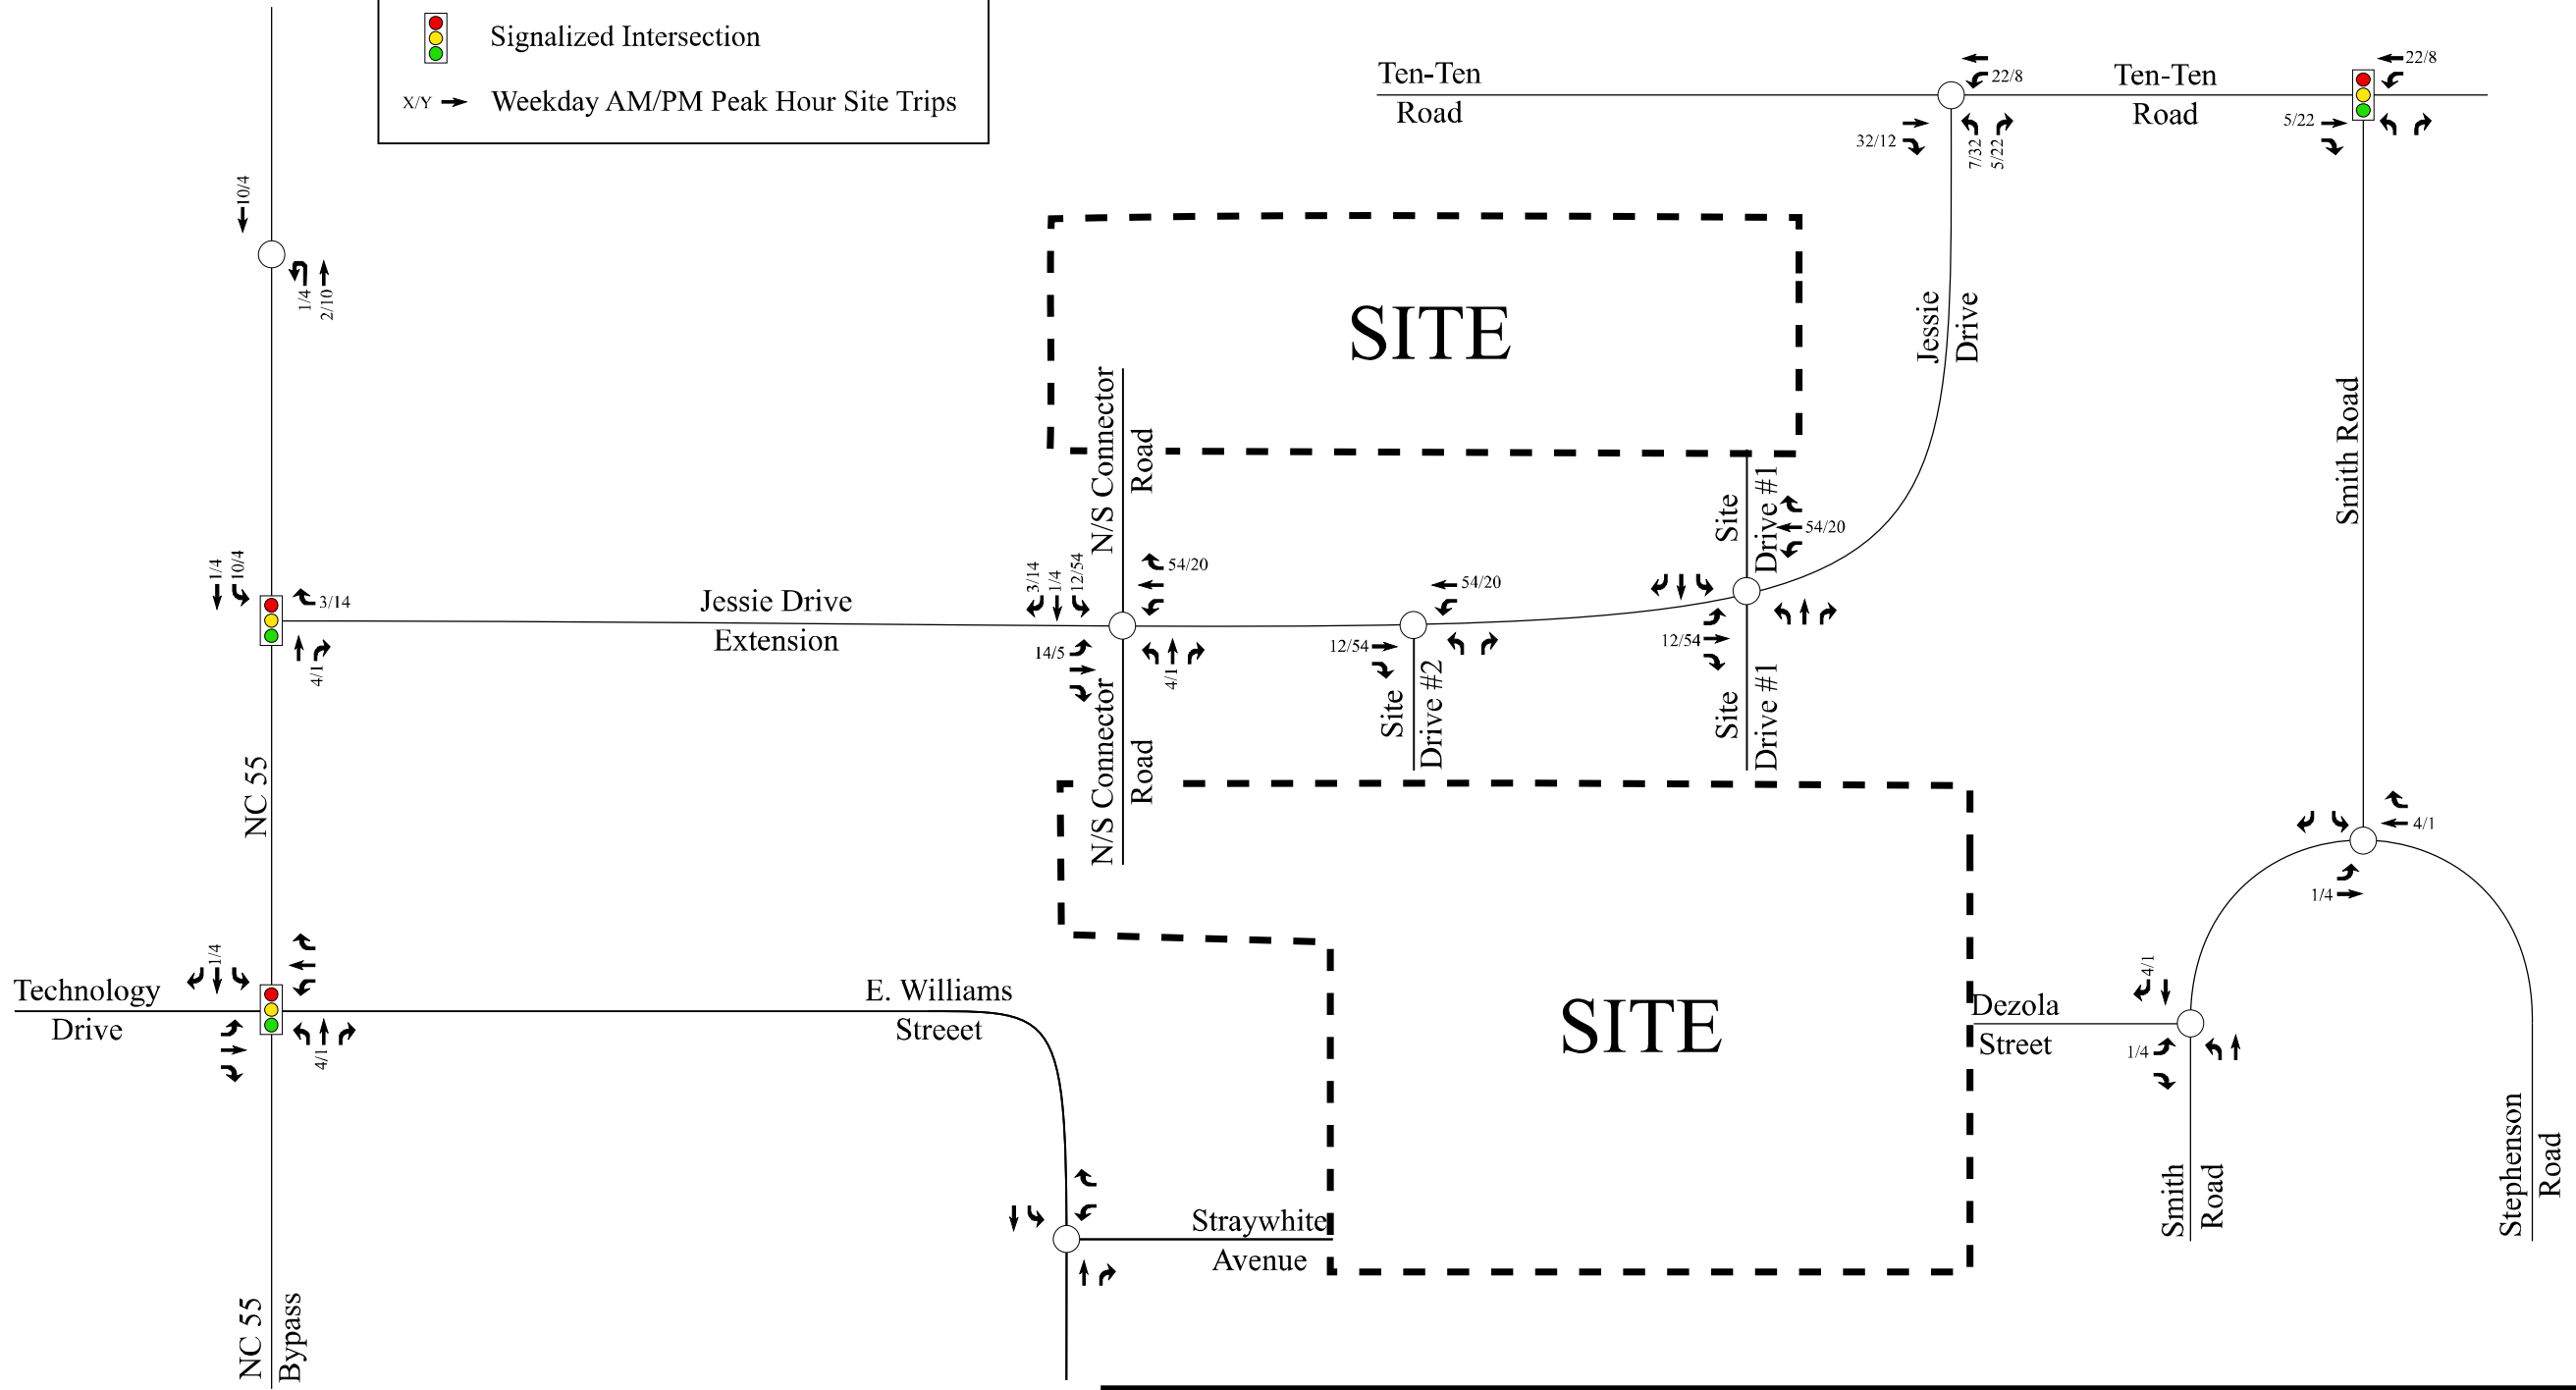 Signalized Intersection
X/Y Weekday AM/PM Peak Hour Site Trips
Ten-Ten
Road
22/8
32/12
7/32
5/22
Ten-Ten
Road
22/8
5/22
10/4
1/4
2/10
SITE
Jessie
Drive
Smith Road
N/S Connector
Road
Site
Drive #1
54/20
1/4
10/4
3/14
4/1
Jessie Drive
Extension
3/14
1/4
12/54
54/20
14/5
4/1
54/20
12/54
12/54
N/S Connector
Road
Site
Drive #2
Site
Drive #1
NC 55
4/1
1/4
1/4
Technology
Drive
4/1
E. Williams
Streeet
SITE
Dezola
Street
4/1
1/4
Smith
Road
Stephenson
Road
Straywhite
Avenue
NC 55
Bypass